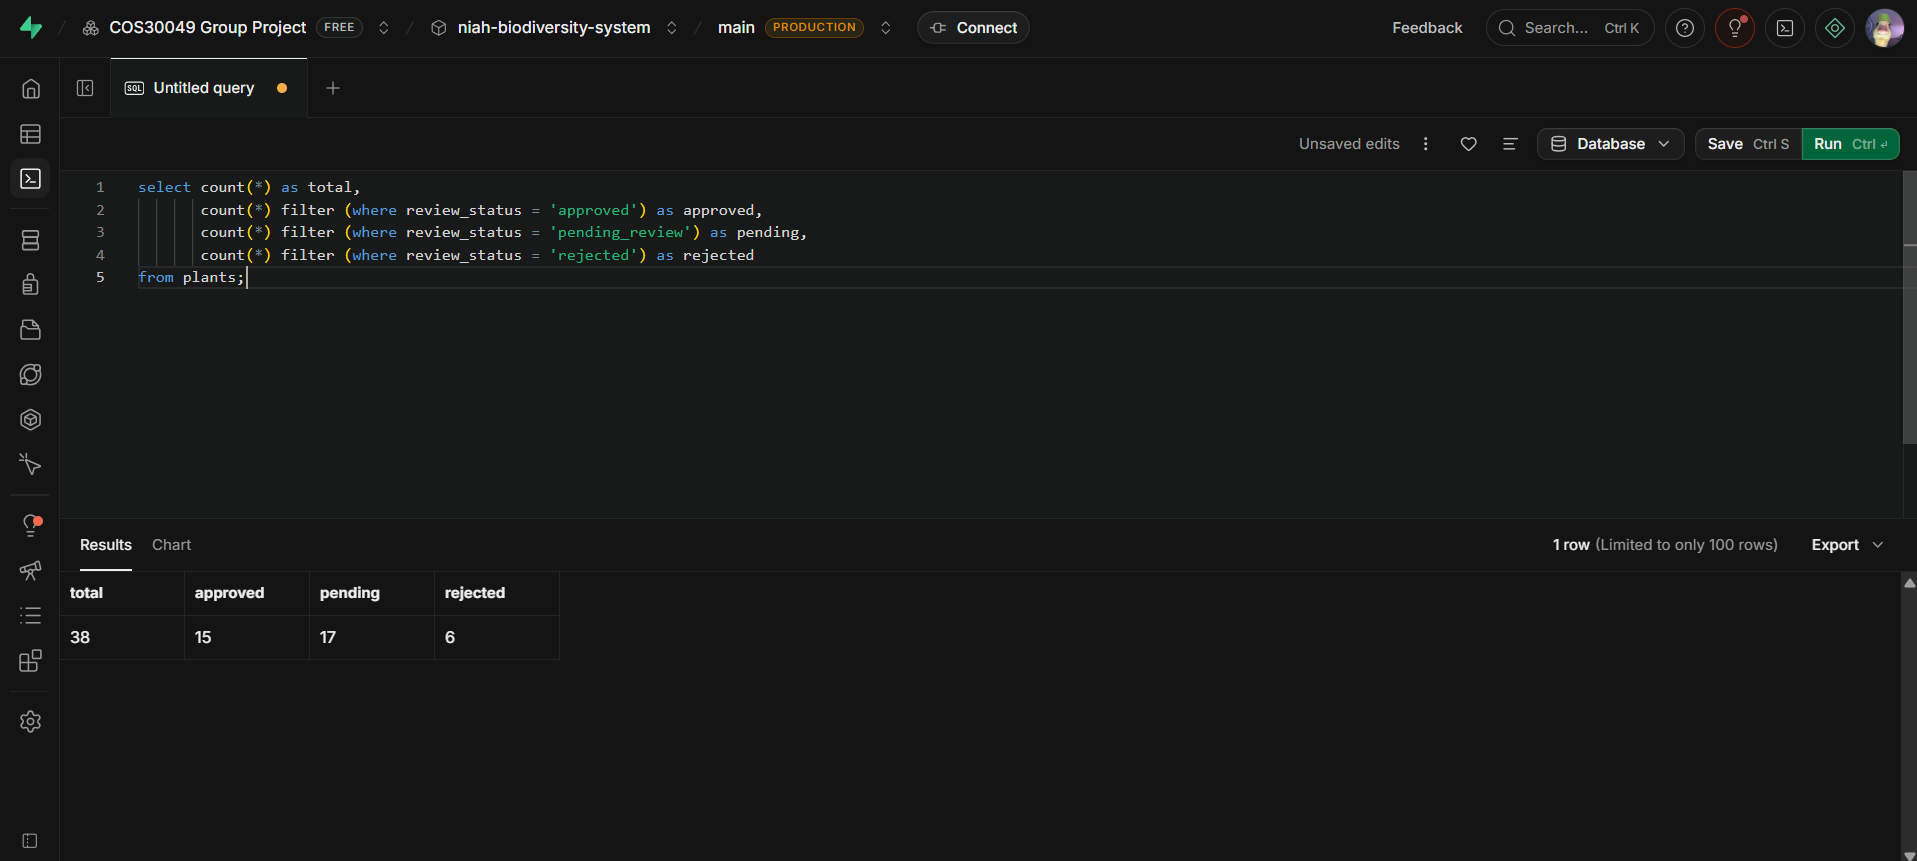 COS30049 Group Project FREE niah-biodiversity-system main PRODUCTION Connect Feedback Search... Ctrl K
SQL Untitled query
Unsaved edits Database Save Ctrl S Run Ctrl ↵
1 select count(*) as total,
2 count(*) filter (where review_status = 'approved') as approved,
3 count(*) filter (where review_status = 'pending_review') as pending,
4 count(*) filter (where review_status = 'rejected') as rejected
5 from plants;
Results Chart 1 row (Limited to only 100 rows) Export
total approved pending rejected
38 15 17 6